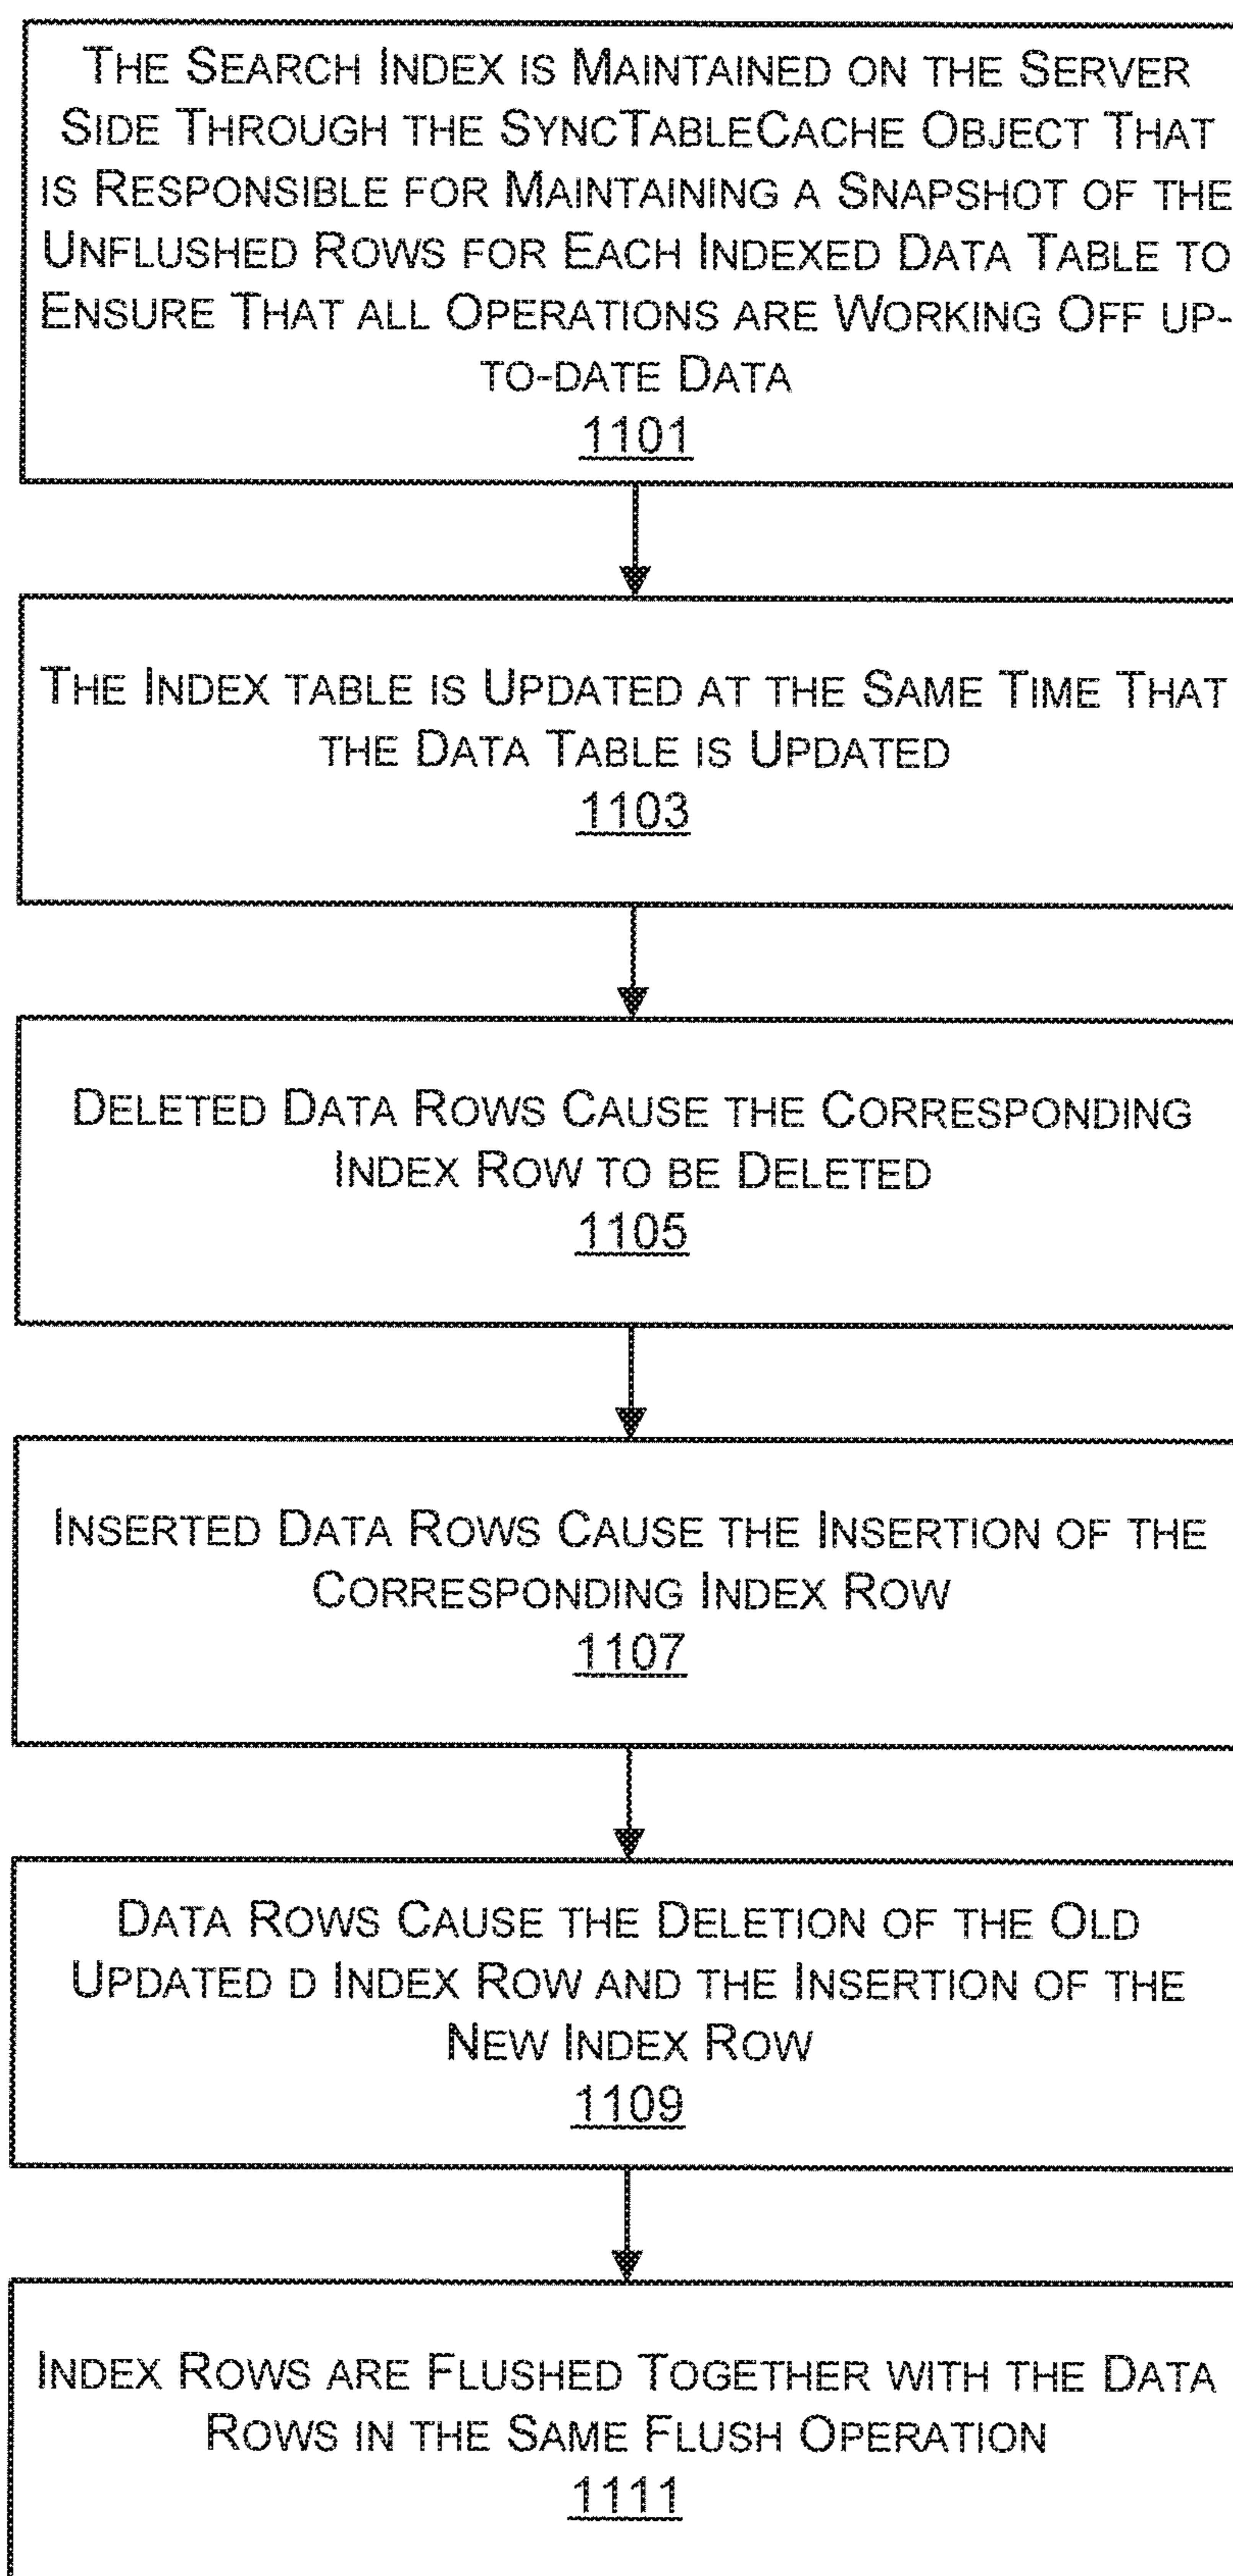 THE SEARCH INDEX IS MAINTAINED ON THE SERVER
SIDE THROUGH THE SYNCTABLECACHE OBJECT THAT
IS RESPONSIBLE FOR MAINTAINING A SNAPSHOT OF THE
UNFLUSHED ROWS FOR EACH INDEXED DATA TABLE TO
ENSURE THAT ALL OPERATIONS ARE WORKING OFF UP-
TO-DATE DATA
1101
THE INDEX TABLE IS UPDATED AT THE SAME TIME THAT
THE DATA TABLE IS UPDATED
1103
DELETED DATA ROWS CAUSE THE CORRESPONDING
INDEX ROW TO BE DELETED
1105
INSERTED DATA ROWS CAUSE THE INSERTION OF THE
CORRESPONDING INDEX ROW
1107
DATA ROWS CAUSE THE DELETION OF THE OLD
UPDATED D INDEX ROW AND THE INSERTION OF THE
NEW INDEX ROW
1109
INDEX ROWS ARE FLUSHED TOGETHER WITH THE DATA
ROWS IN THE SAME FLUSH OPERATION
1111